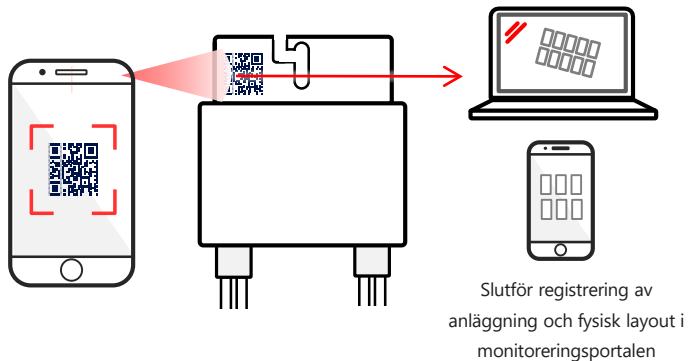 Slutför registrering av
anläggning och fysisk layout i
monitoreringsportalen